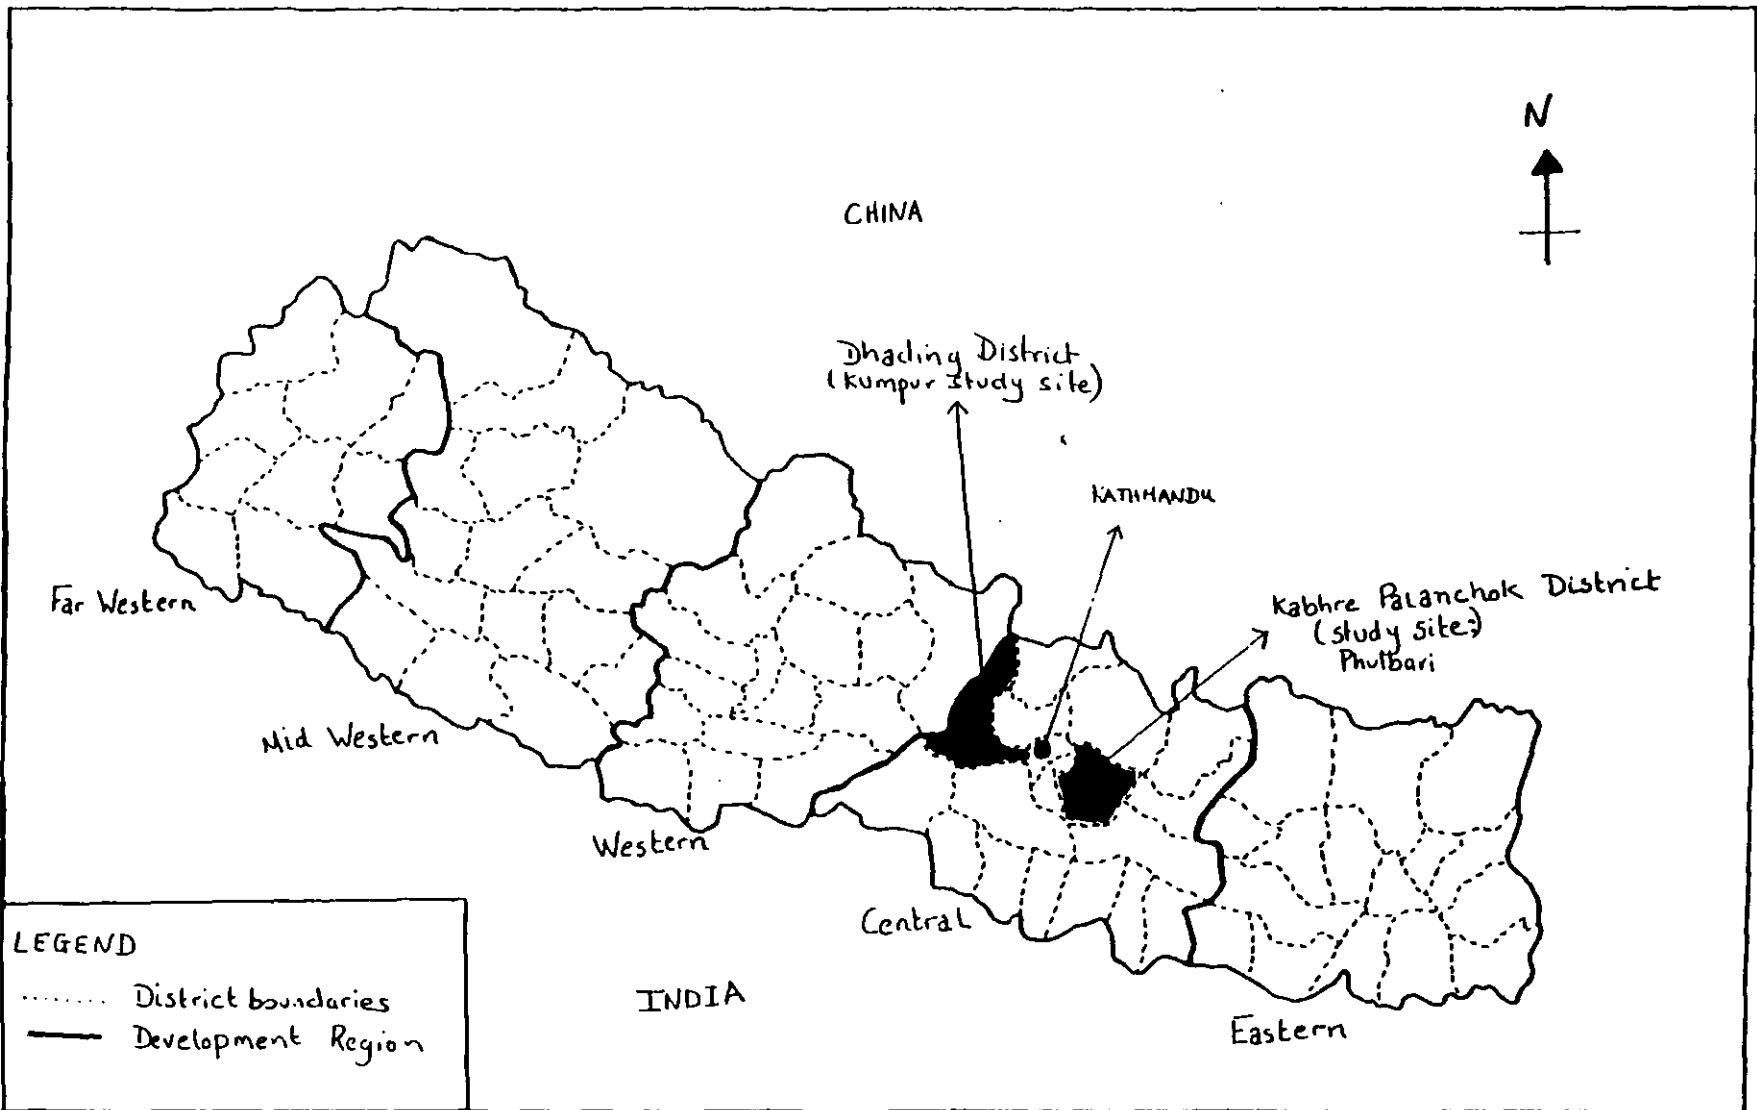 N
CHINA
Dhading District
(Kumpur Study site)
KATHMANDU
Kabhre Palanchok District
(study site:)
Phulbari
Far Western
Mid Western
Western
Central
Eastern
INDIA
LEGEND
District boundaries
Development Region